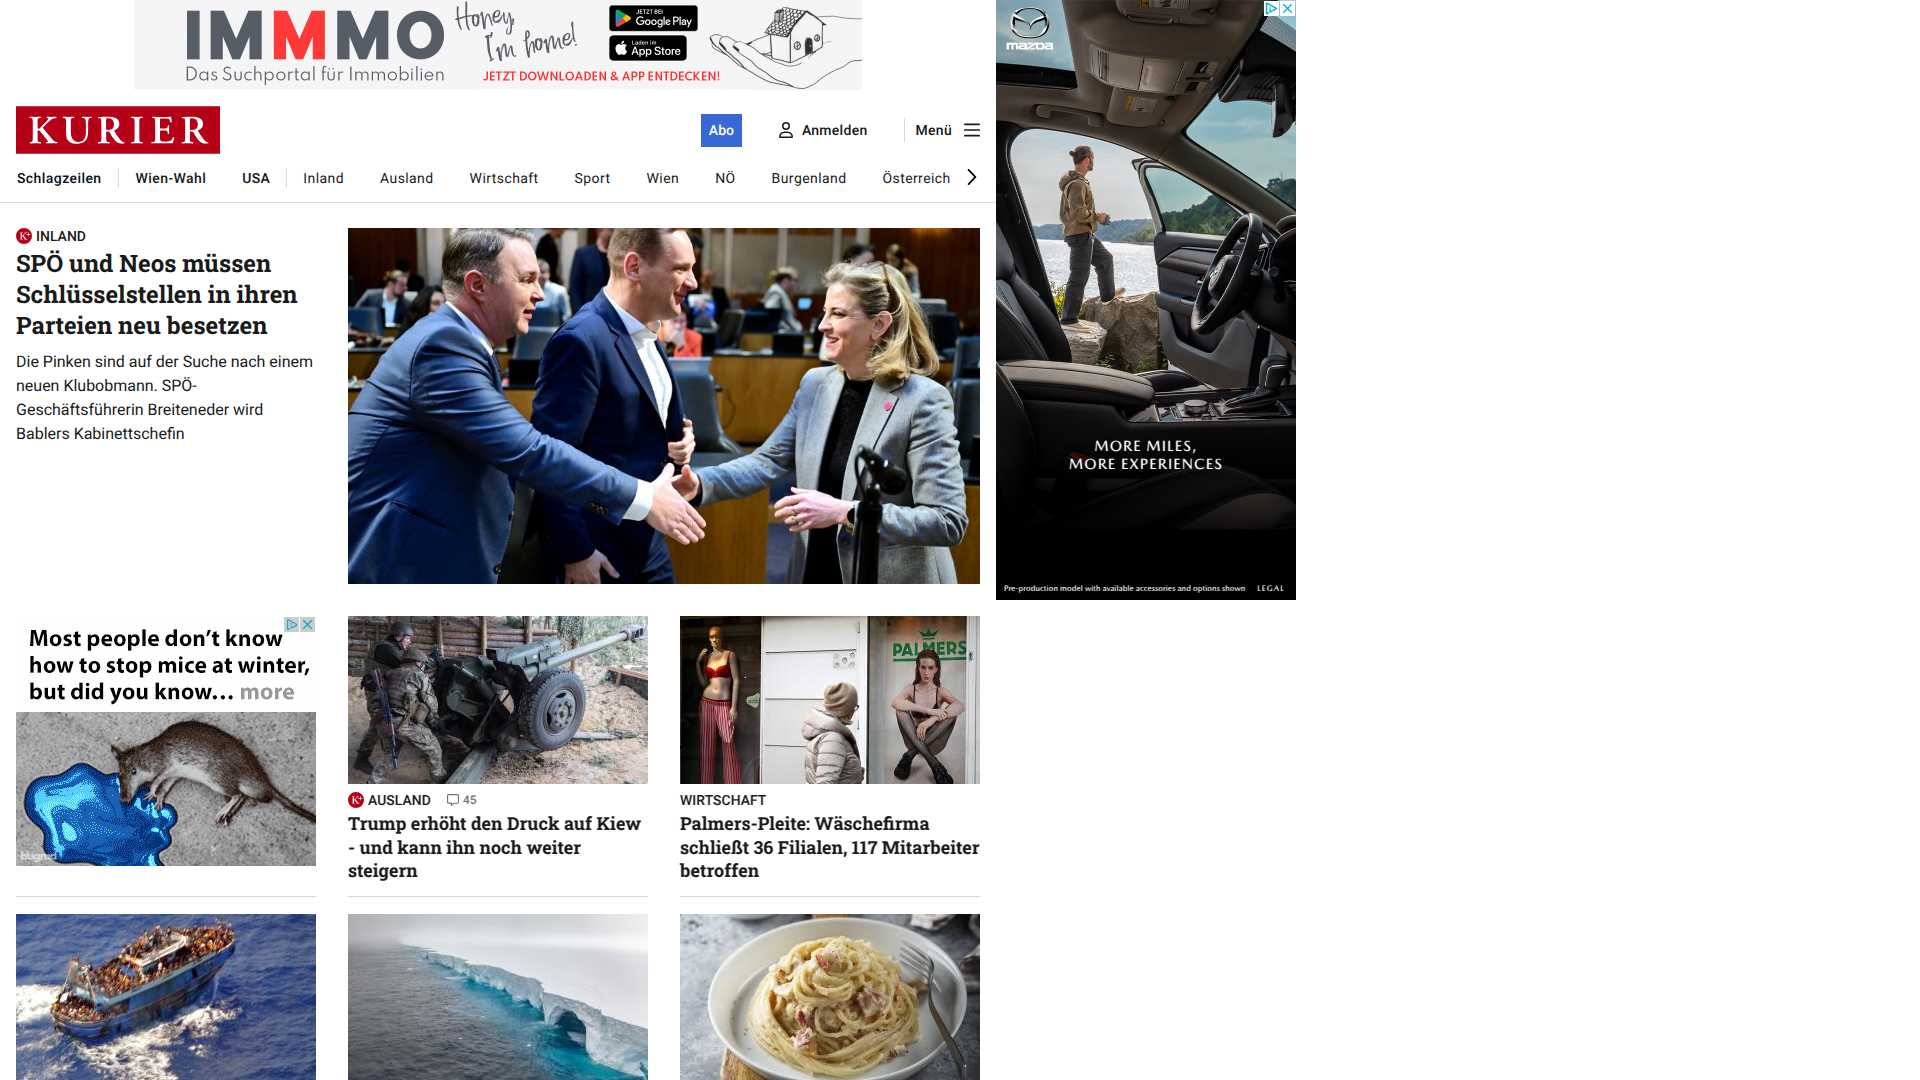 IMMMO
Das Suchportal für Immobilien
Honey,
I'm home!
JETZT BEI
Google Play
Laden im
App Store
JETZT DOWNLOADEN & APP ENTDECKEN!
mazda
KURIER
Abo
Anmelden
Menü
Schlagzeilen
Wien-Wahl
USA
Inland
Ausland
Wirtschaft
Sport
Wien
NÖ
Burgenland
Österreich
K+ INLAND
SPÖ und Neos müssen
Schlüsselstellen in ihren
Parteien neu besetzen
Die Pinken sind auf der Suche nach einem
neuen Klubobmann. SPÖ-
Geschäftsführerin Breiteneder wird
Bablers Kabinettschefin
MORE MILES,
MORE EXPERIENCES
Pre-production model with available accessories and options shown LEGAL
Most people don't know
how to stop mice at winter,
but did you know... more
PALMERS
K+ AUSLAND 45
Trump erhöht den Druck auf Kiew
- und kann ihn noch weiter
steigern
WIRTSCHAFT
Palmers-Pleite: Wäschefirma
schließt 36 Filialen, 117 Mitarbeiter
betroffen